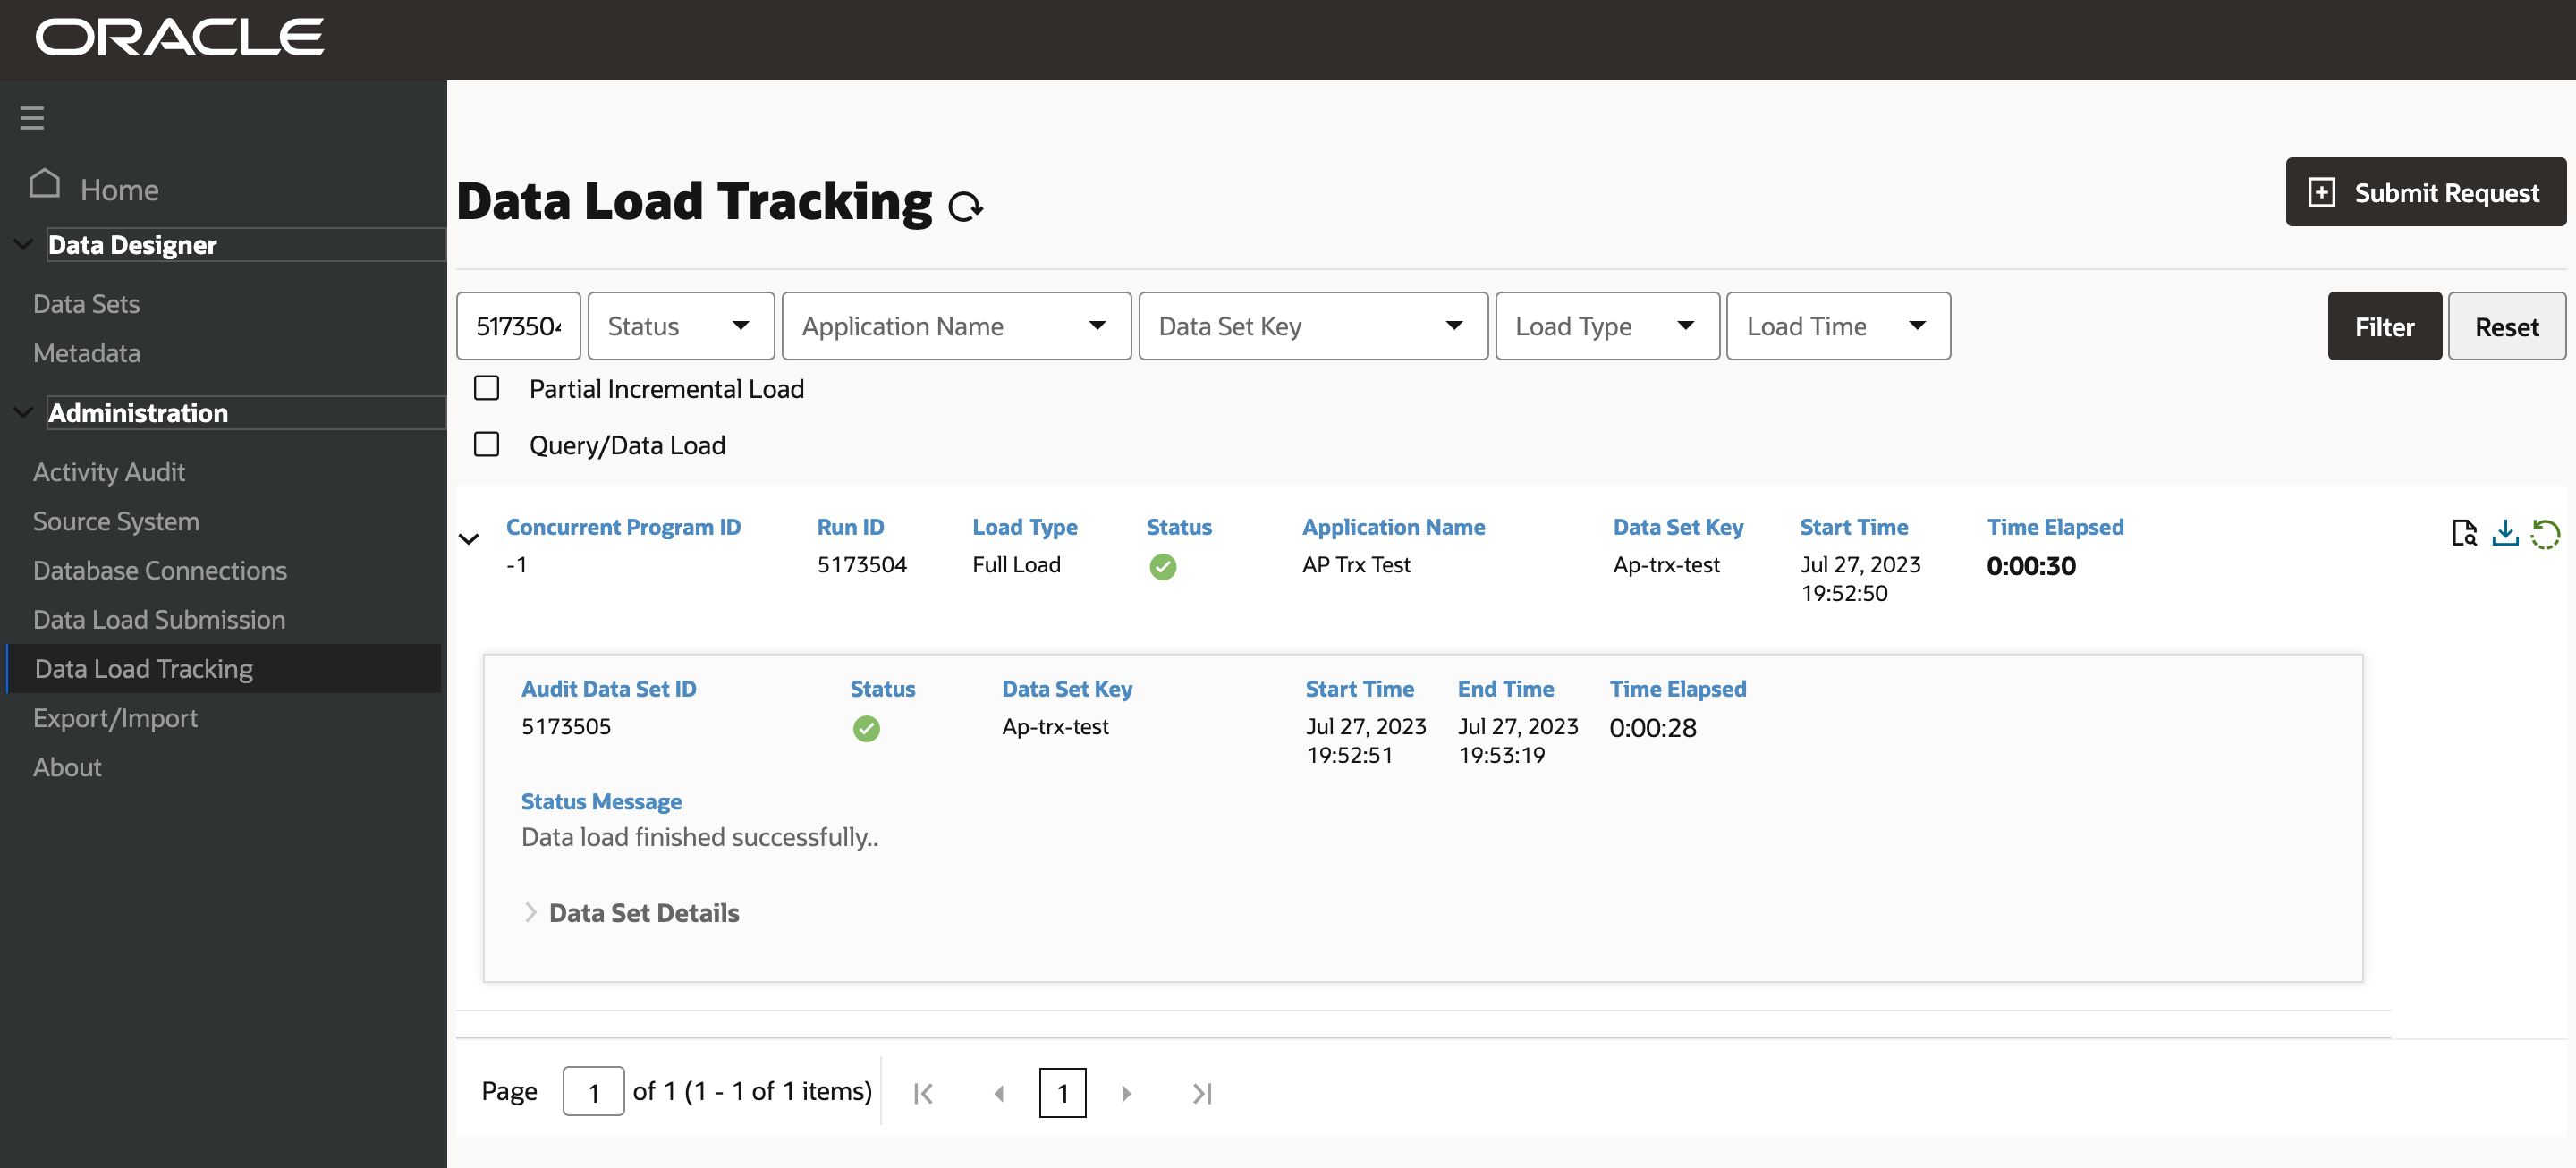 ORACLE
Home
Data Designer
Data Sets
Metadata
Administration
Activity Audit
Source System
Database Connections
Data Load Submission
Data Load Tracking
Export/Import
About
Data Load Tracking
Submit Request
5173504 Status Application Name Data Set Key Load Type Load Time Filter Reset
Partial Incremental Load
Query/Data Load
Concurrent Program ID Run ID Load Type Status Application Name Data Set Key Start Time Time Elapsed
-1 5173504 Full Load AP Trx Test Ap-trx-test Jul 27, 2023 0:00:30
19:52:50
Audit Data Set ID Status Data Set Key Start Time End Time Time Elapsed
5173505 Ap-trx-test Jul 27, 2023 Jul 27, 2023 0:00:28
19:52:51 19:53:19
Status Message
Data load finished successfully..
Data Set Details
Page 1 of 1 (1 - 1 of 1 items) 1